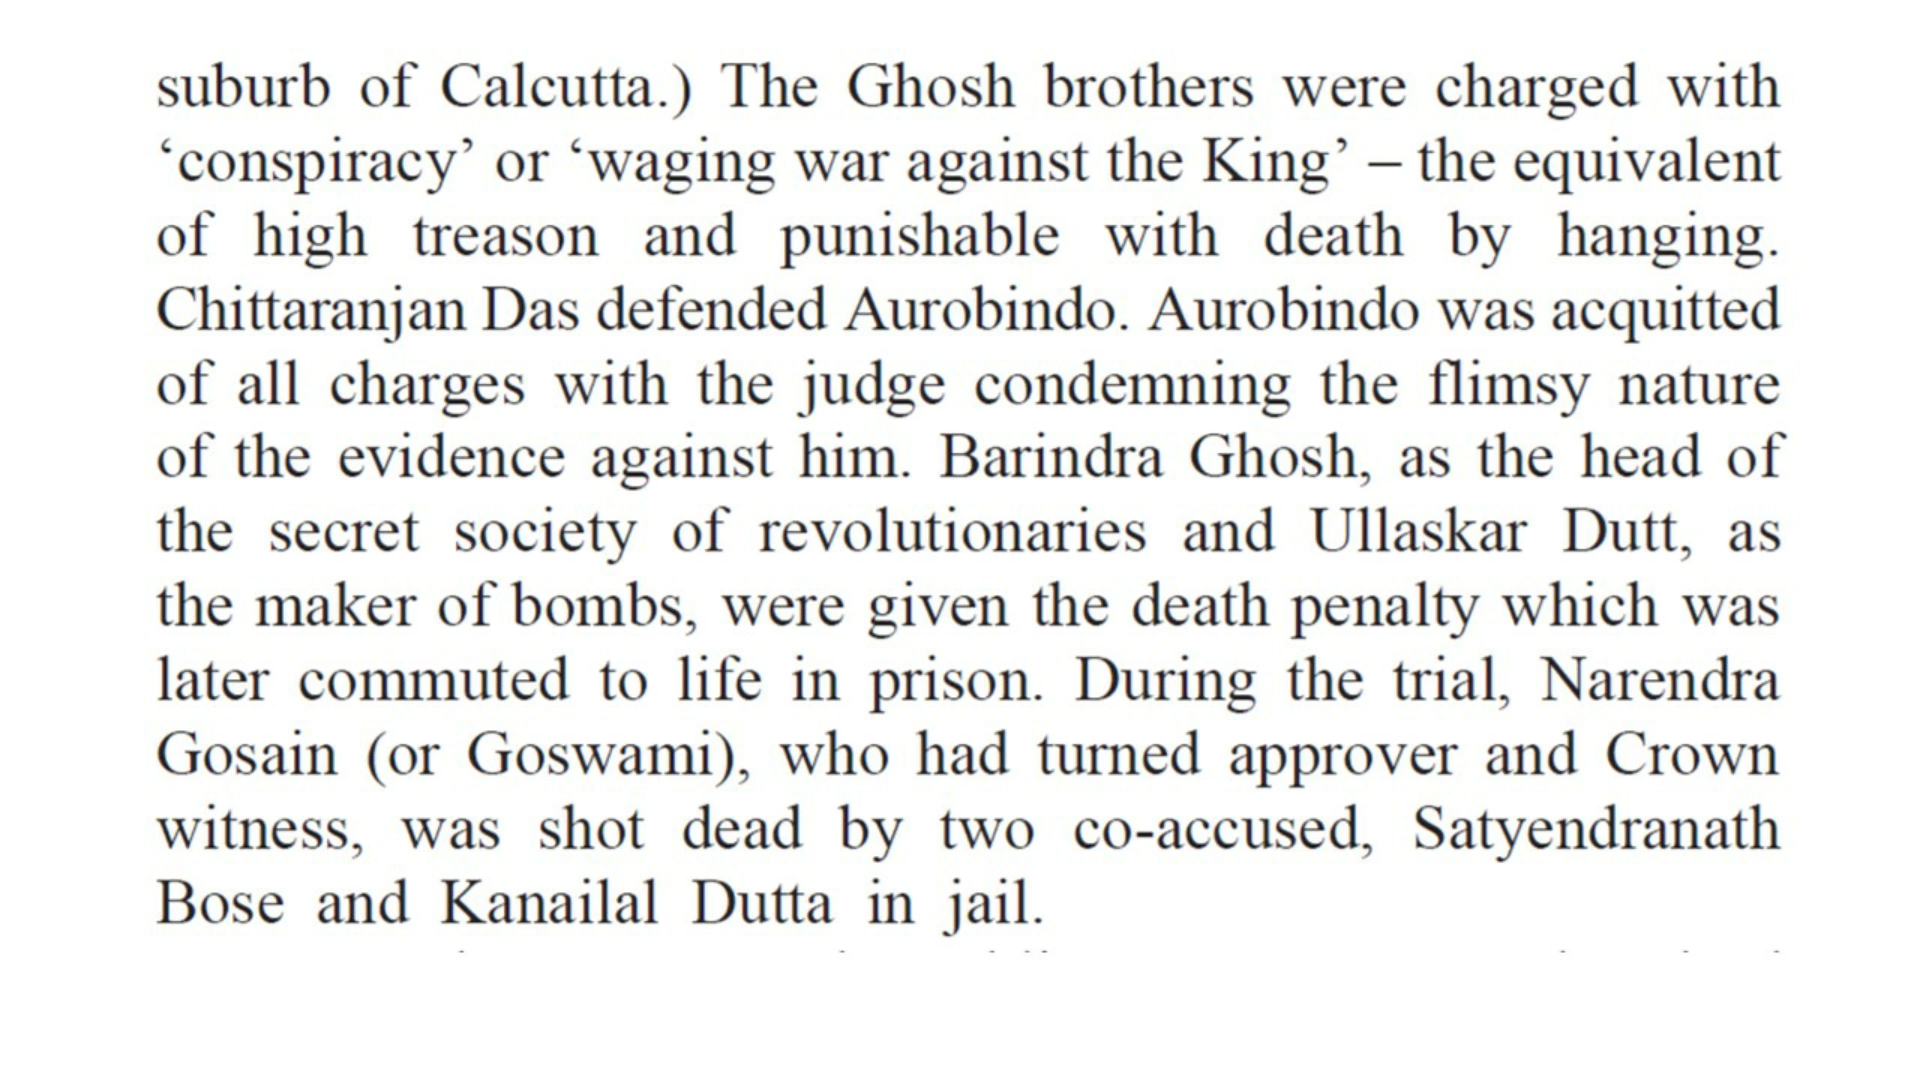 suburb of Calcutta.) The Ghosh brothers were charged with
‘conspiracy’ or ‘waging war against the King’ – the equivalent
of high treason and punishable with death by hanging.
Chittaranjan Das defended Aurobindo. Aurobindo was acquitted
of all charges with the judge condemning the flimsy nature
of the evidence against him. Barindra Ghosh, as the head of
the secret society of revolutionaries and Ullaskar Dutt, as
the maker of bombs, were given the death penalty which was
later commuted to life in prison. During the trial, Narendra
Gosain (or Goswami), who had turned approver and Crown
witness, was shot dead by two co-accused, Satyendranath
Bose and Kanailal Dutta in jail.